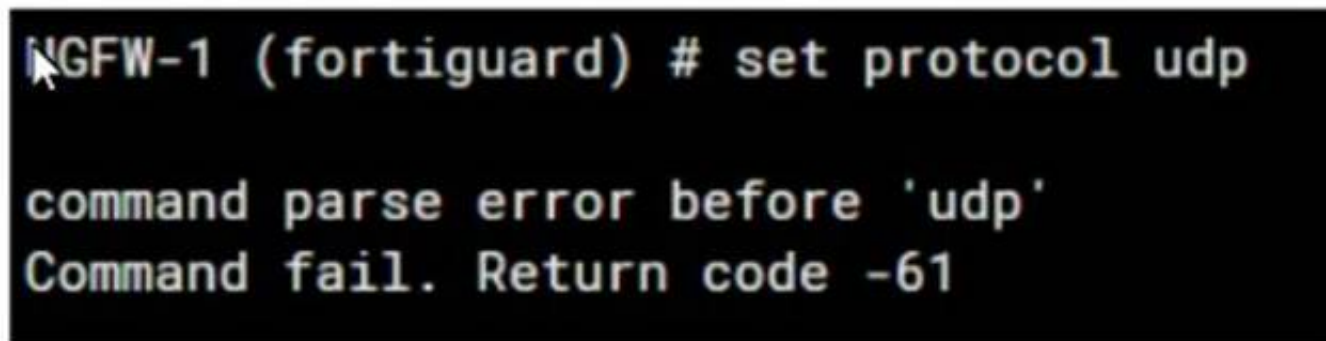 NGFW-1 (fortiguard) # set protocol udp
command parse error before 'udp'
Command fail. Return code -61